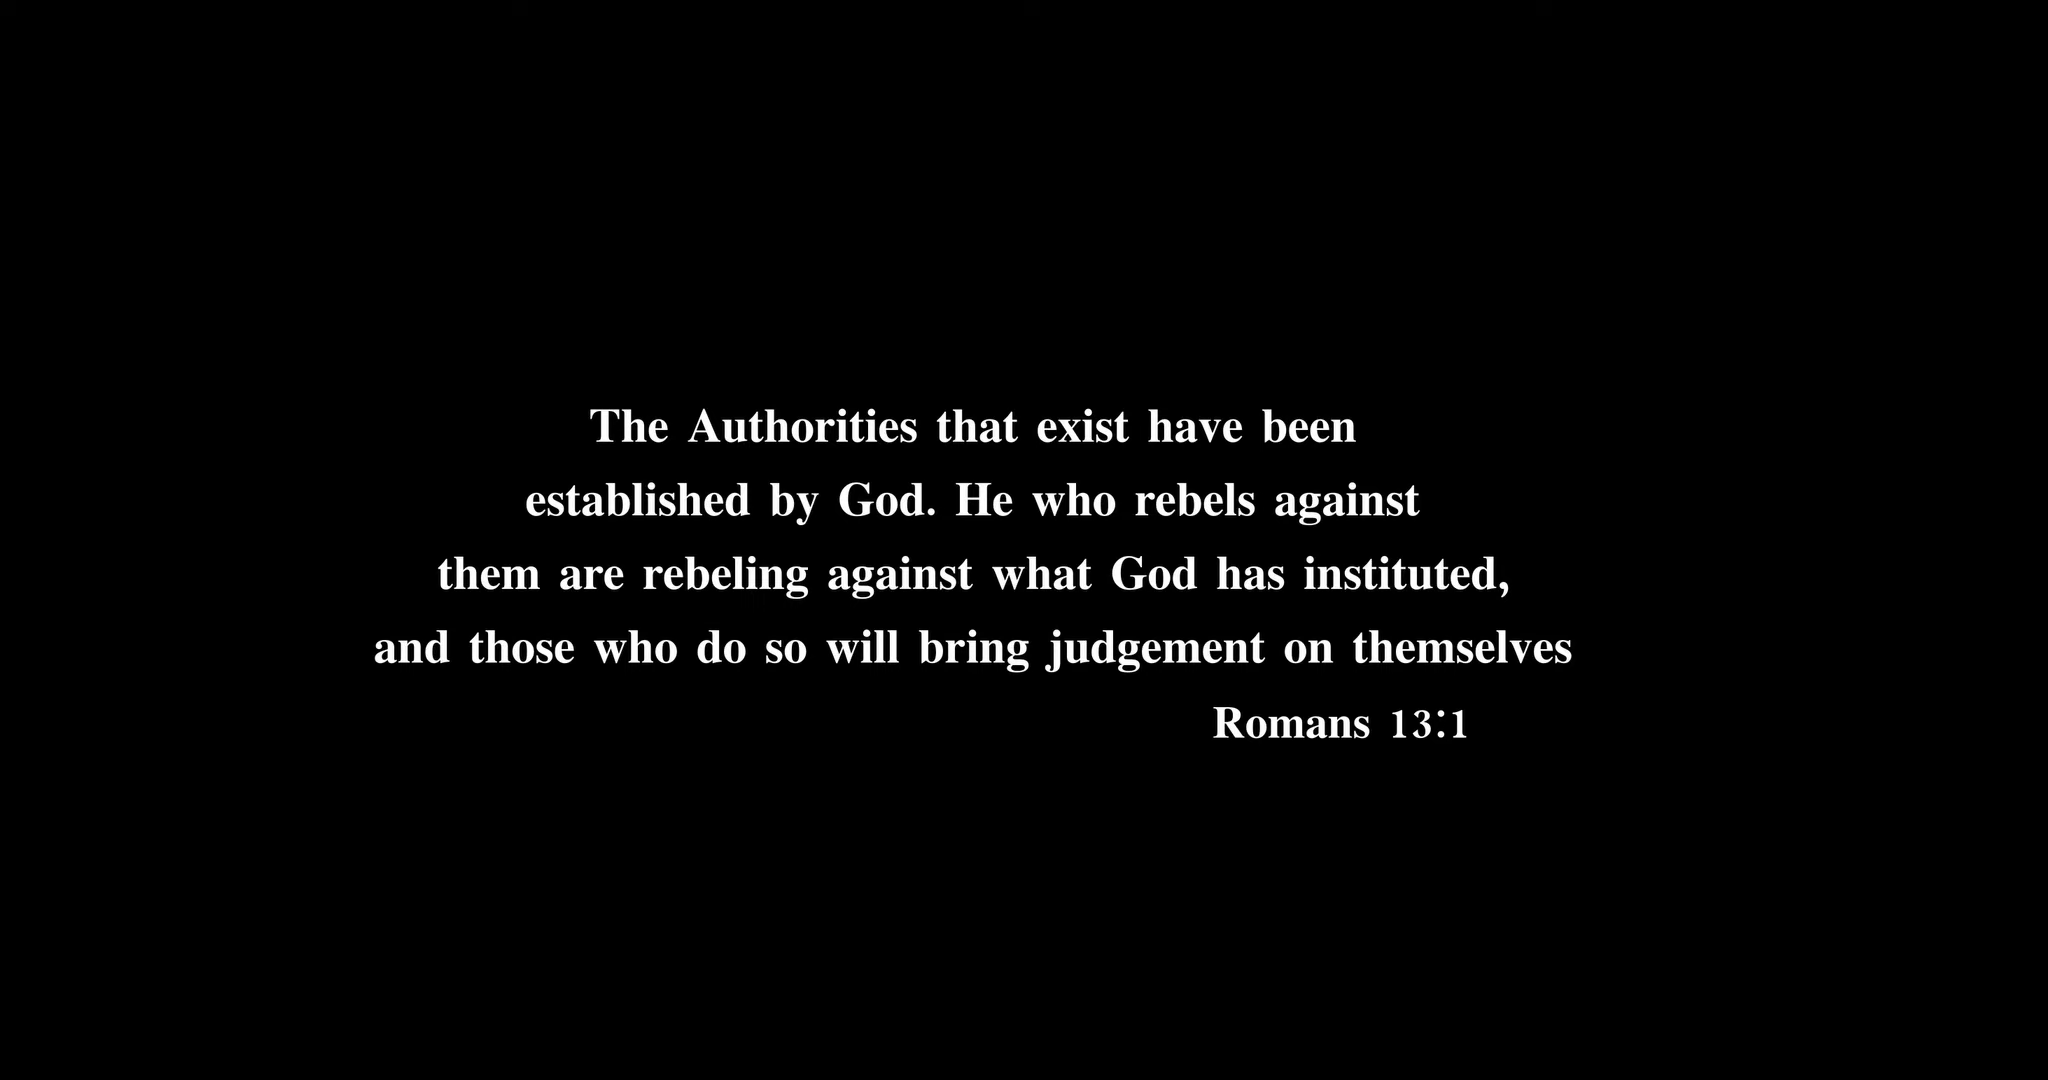 The Authorities that exist have been
established by God. He who rebels against
them are rebeling against what God has instituted,
and those who do so will bring judgement on themselves
Romans 13:1